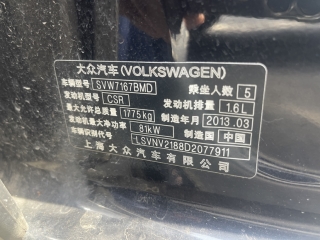 大众汽车(VOLKSWAGEN)
车辆型号 SVW7167BMD 乘坐人数 5
发动机型号 CSR 发动机排量 1.6L
最大允许总质量 1775kg 制造年月 2013.03
发动机最大净功率 81kW 制造国 中国
车辆识别代号 LSVNV2188D2077911
上海大众汽车有限公司